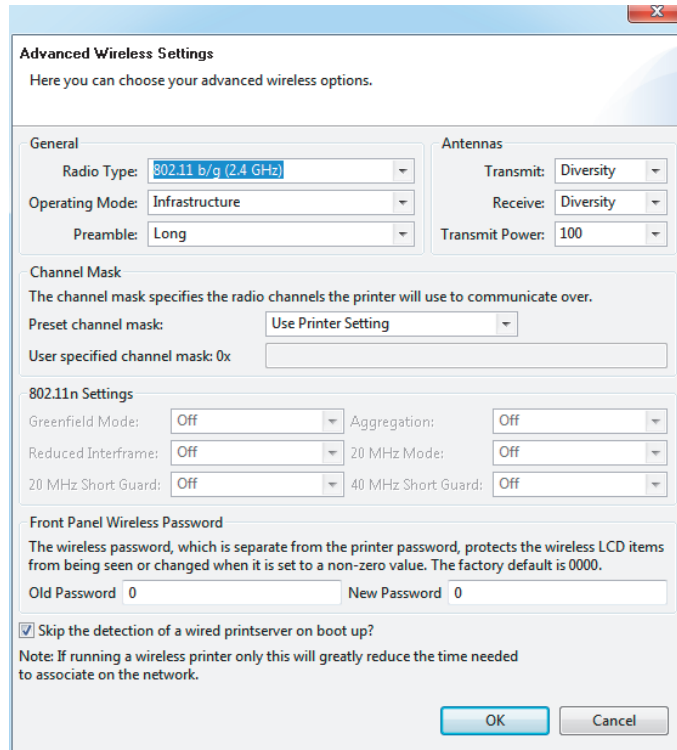 Advanced Wireless Settings
Here you can choose your advanced wireless options.
General
Radio Type: 802.11 b/g (2.4 GHz)
Operating Mode: Infrastructure
Preamble: Long
Antennas
Transmit: Diversity
Receive: Diversity
Transmit Power: 100
Channel Mask
The channel mask specifies the radio channels the printer will use to communicate over.
Preset channel mask: Use Printer Setting
User specified channel mask: 0x
802.11n Settings
Greenfield Mode: Off Aggregation: Off
Reduced Interframe: Off 20 MHz Mode: Off
20 MHz Short Guard: Off 40 MHz Short Guard: Off
Front Panel Wireless Password
The wireless password, which is separate from the printer password, protects the wireless LCD items
from being seen or changed when it is set to a non-zero value. The factory default is 0000.
Old Password 0 New Password 0
Skip the detection of a wired printserver on boot up?
Note: If running a wireless printer only this will greatly reduce the time needed
to associate on the network.
OK Cancel